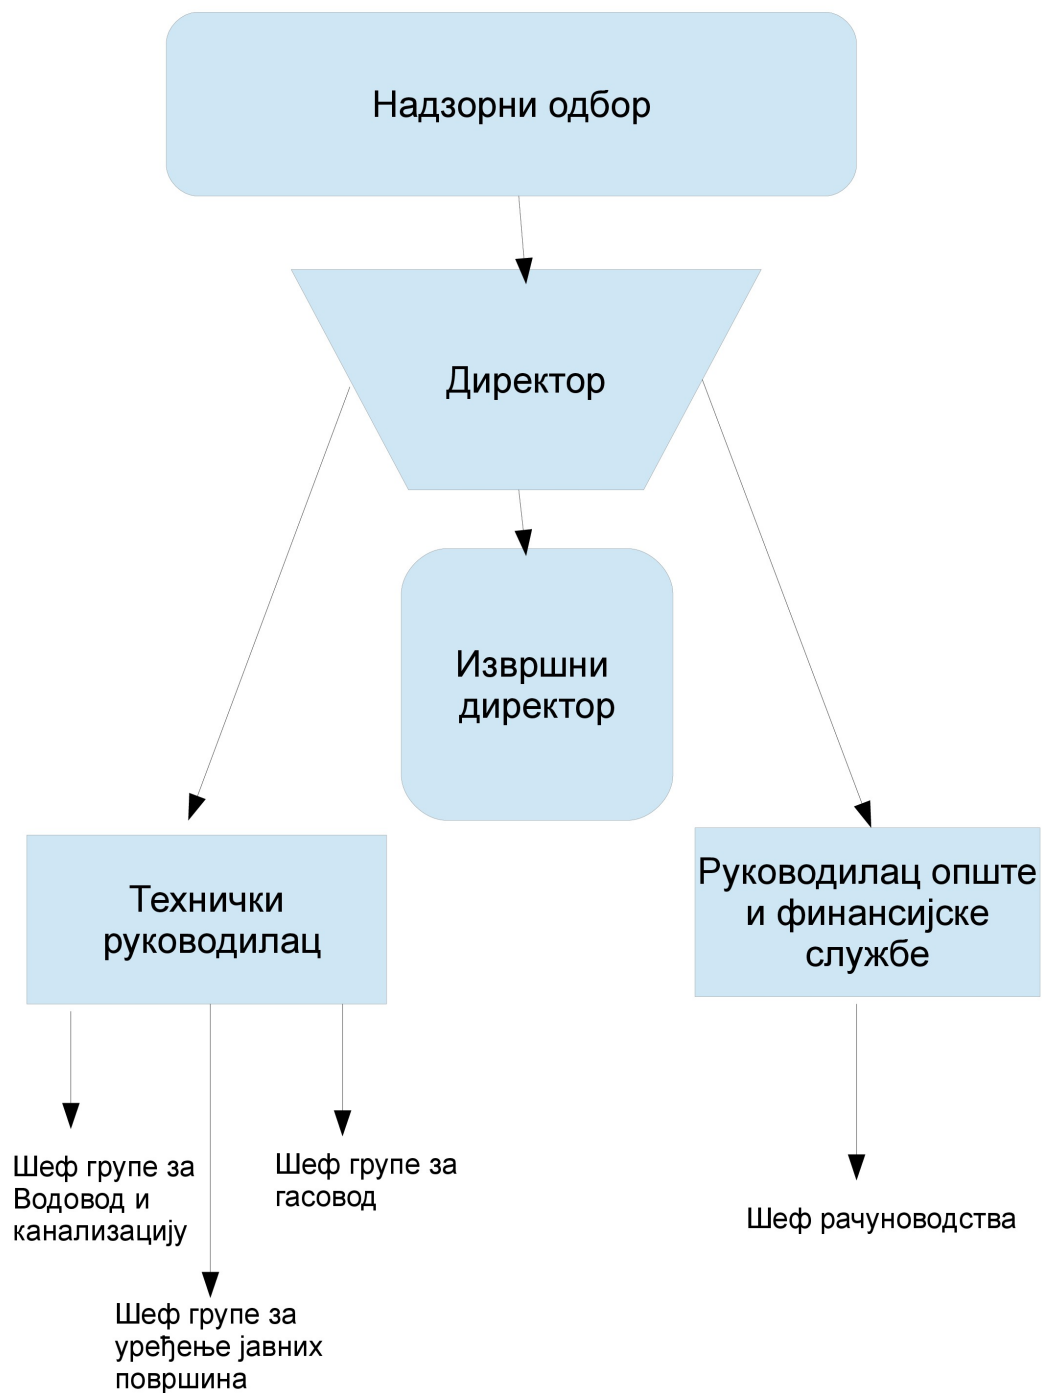 Надзорни одбор
Директор
Извршни
директор
Технички
руководилац
Руководилац опште
и финансијске
службе
Шеф групе за
Водовод и
канализацију
Шеф групе за
гасовод
Шеф рачуноводства
Шеф групе за
уређење јавних
површина